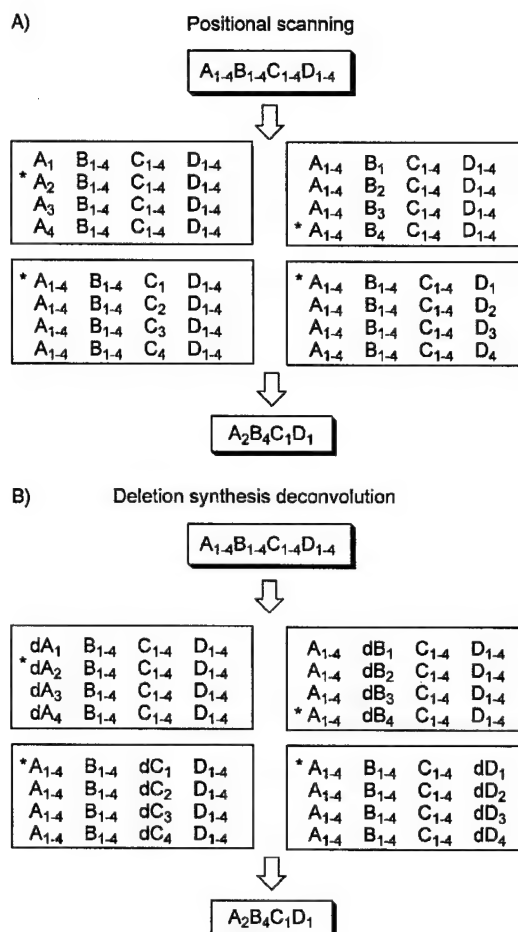 A) Positional scanning
A₁₋₄B₁₋₄C₁₋₄D₁₋₄
A₁ B₁₋₄ C₁₋₄ D₁₋₄
* A₂ B₁₋₄ C₁₋₄ D₁₋₄
A₃ B₁₋₄ C₁₋₄ D₁₋₄
A₄ B₁₋₄ C₁₋₄ D₁₋₄
A₁₋₄ B₁ C₁₋₄ D₁₋₄
A₁₋₄ B₂ C₁₋₄ D₁₋₄
A₁₋₄ B₃ C₁₋₄ D₁₋₄
* A₁₋₄ B₄ C₁₋₄ D₁₋₄
* A₁₋₄ B₁₋₄ C₁ D₁₋₄
A₁₋₄ B₁₋₄ C₂ D₁₋₄
A₁₋₄ B₁₋₄ C₃ D₁₋₄
A₁₋₄ B₁₋₄ C₄ D₁₋₄
* A₁₋₄ B₁₋₄ C₁₋₄ D₁
A₁₋₄ B₁₋₄ C₁₋₄ D₂
A₁₋₄ B₁₋₄ C₁₋₄ D₃
A₁₋₄ B₁₋₄ C₁₋₄ D₄
A₂B₄C₁D₁
B) Deletion synthesis deconvolution
A₁₋₄B₁₋₄C₁₋₄D₁₋₄
dA₁ B₁₋₄ C₁₋₄ D₁₋₄
* dA₂ B₁₋₄ C₁₋₄ D₁₋₄
dA₃ B₁₋₄ C₁₋₄ D₁₋₄
dA₄ B₁₋₄ C₁₋₄ D₁₋₄
A₁₋₄ dB₁ C₁₋₄ D₁₋₄
A₁₋₄ dB₂ C₁₋₄ D₁₋₄
A₁₋₄ dB₃ C₁₋₄ D₁₋₄
* A₁₋₄ dB₄ C₁₋₄ D₁₋₄
* A₁₋₄ B₁₋₄ dC₁ D₁₋₄
A₁₋₄ B₁₋₄ dC₂ D₁₋₄
A₁₋₄ B₁₋₄ dC₃ D₁₋₄
A₁₋₄ B₁₋₄ dC₄ D₁₋₄
* A₁₋₄ B₁₋₄ C₁₋₄ dD₁
A₁₋₄ B₁₋₄ C₁₋₄ dD₂
A₁₋₄ B₁₋₄ C₁₋₄ dD₃
A₁₋₄ B₁₋₄ C₁₋₄ dD₄
A₂B₄C₁D₁